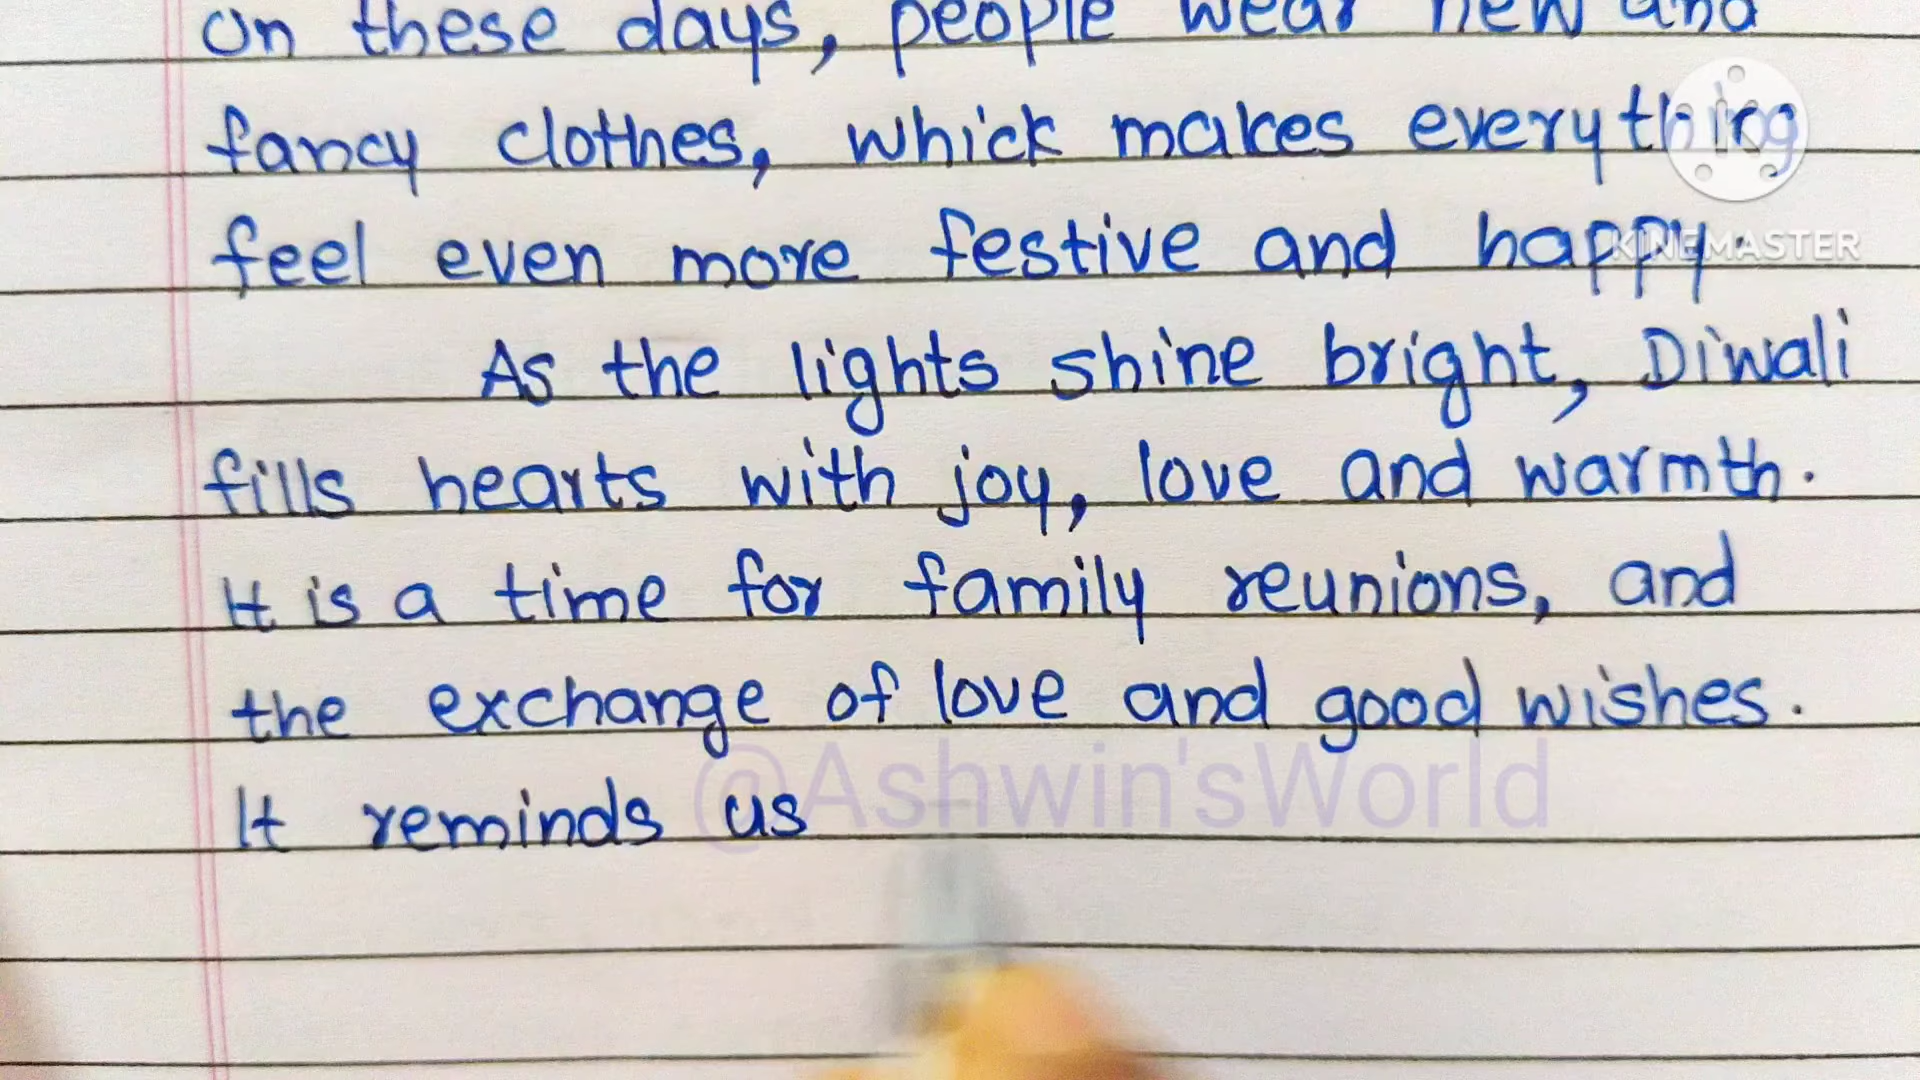 On these days, people wear new and
fancy clothes, which makes everything
feel even more festive and happy.
As the lights shine bright, Diwali
fills hearts with joy, love and warmth.
It is a time for family reunions, and
the exchange of love and good wishes.
It reminds us
KINEMASTER
@Ashwin'sWorld